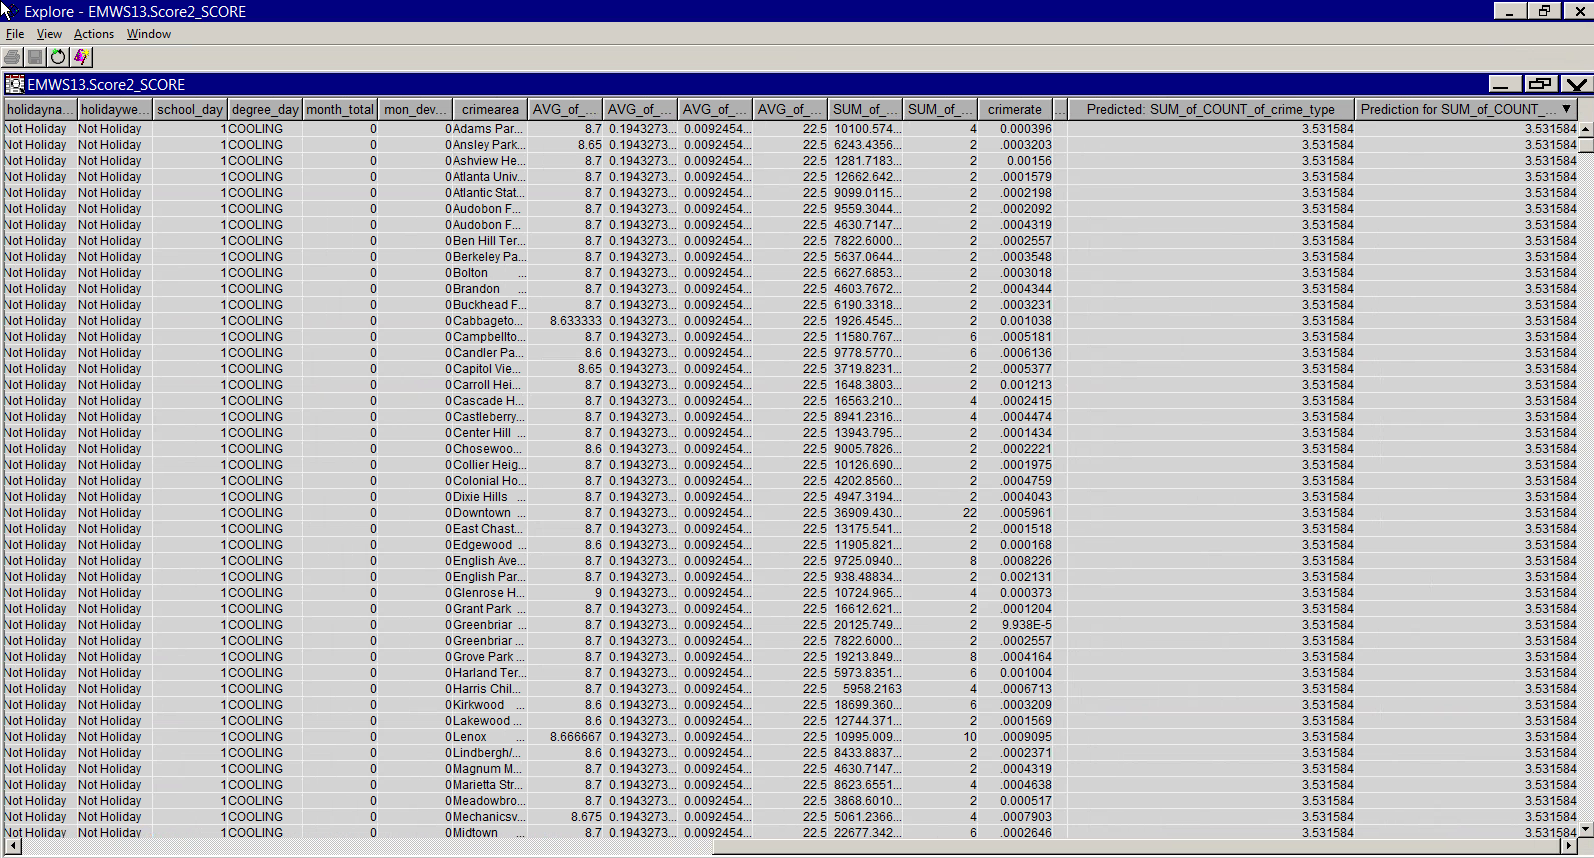 Explore - EMWS13.Score2_SCORE
File View Actions Window
EMWS13.Score2_SCORE
holidayna... holidaywe... school_day degree_day month_total mon_dev... crimearea AVG_of_... AVG_of_... AVG_of_... AVG_of_... SUM_of_... SUM_of_... crimerate ... Predicted: SUM_of_COUNT_of_crime_type Prediction for SUM_of_COUNT_... ▼
Not Holiday Not Holiday 1 COOLING 0 0 Adams Par... 8.7 0.1943273... 0.0092454... 22.5 10100.574... 4 0.000396 3.531584 3.531584
Not Holiday Not Holiday 1 COOLING 0 0 Ansley Park... 8.65 0.1943273... 0.0092454... 22.5 6243.4356... 2 .0003203 3.531584 3.531584
Not Holiday Not Holiday 1 COOLING 0 0 Ashview He... 8.7 0.1943273... 0.0092454... 22.5 1281.7183... 2 0.00156 3.531584 3.531584
Not Holiday Not Holiday 1 COOLING 0 0 Atlanta Univ... 8.7 0.1943273... 0.0092454... 22.5 12662.642... 2 .0001579 3.531584 3.531584
Not Holiday Not Holiday 1 COOLING 0 0 Atlantic Stat... 8.7 0.1943273... 0.0092454... 22.5 9099.0115... 2 .0002198 3.531584 3.531584
Not Holiday Not Holiday 1 COOLING 0 0 Audobon F... 8.7 0.1943273... 0.0092454... 22.5 9559.3044... 2 .0002092 3.531584 3.531584
Not Holiday Not Holiday 1 COOLING 0 0 Audobon F... 8.7 0.1943273... 0.0092454... 22.5 4630.7147... 2 .0004319 3.531584 3.531584
Not Holiday Not Holiday 1 COOLING 0 0 Ben Hill Ter... 8.7 0.1943273... 0.0092454... 22.5 7822.6000... 2 .0002557 3.531584 3.531584
Not Holiday Not Holiday 1 COOLING 0 0 Berkeley Pa... 8.7 0.1943273... 0.0092454... 22.5 5637.0644... 2 .0003548 3.531584 3.531584
Not Holiday Not Holiday 1 COOLING 0 0 Bolton ... 8.7 0.1943273... 0.0092454... 22.5 6627.6853... 2 .0003018 3.531584 3.531584
Not Holiday Not Holiday 1 COOLING 0 0 Brandon ... 8.7 0.1943273... 0.0092454... 22.5 4603.7672... 2 .0004344 3.531584 3.531584
Not Holiday Not Holiday 1 COOLING 0 0 Buckhead F... 8.7 0.1943273... 0.0092454... 22.5 6190.3318... 2 .0003231 3.531584 3.531584
Not Holiday Not Holiday 1 COOLING 0 0 Cabbageto... 8.633333 0.1943273... 0.0092454... 22.5 1926.4545... 2 0.001038 3.531584 3.531584
Not Holiday Not Holiday 1 COOLING 0 0 Campbellto... 8.7 0.1943273... 0.0092454... 22.5 11580.767... 6 .0005181 3.531584 3.531584
Not Holiday Not Holiday 1 COOLING 0 0 Candler Pa... 8.6 0.1943273... 0.0092454... 22.5 9778.5770... 6 .0006136 3.531584 3.531584
Not Holiday Not Holiday 1 COOLING 0 0 Capitol Vie... 8.65 0.1943273... 0.0092454... 22.5 3719.8231... 2 .0005377 3.531584 3.531584
Not Holiday Not Holiday 1 COOLING 0 0 Carroll Hei... 8.7 0.1943273... 0.0092454... 22.5 1648.3803... 2 0.001213 3.531584 3.531584
Not Holiday Not Holiday 1 COOLING 0 0 Cascade H... 8.7 0.1943273... 0.0092454... 22.5 16563.210... 4 .0002415 3.531584 3.531584
Not Holiday Not Holiday 1 COOLING 0 0 Castleberry... 8.7 0.1943273... 0.0092454... 22.5 8941.2316... 4 .0004474 3.531584 3.531584
Not Holiday Not Holiday 1 COOLING 0 0 Center Hill ... 8.7 0.1943273... 0.0092454... 22.5 13943.795... 2 .0001434 3.531584 3.531584
Not Holiday Not Holiday 1 COOLING 0 0 Chosewoo... 8.6 0.1943273... 0.0092454... 22.5 9005.7826... 2 .0002221 3.531584 3.531584
Not Holiday Not Holiday 1 COOLING 0 0 Collier Heig... 8.7 0.1943273... 0.0092454... 22.5 10126.690... 2 .0001975 3.531584 3.531584
Not Holiday Not Holiday 1 COOLING 0 0 Colonial Ho... 8.7 0.1943273... 0.0092454... 22.5 4202.8560... 2 .0004759 3.531584 3.531584
Not Holiday Not Holiday 1 COOLING 0 0 Dixie Hills ... 8.7 0.1943273... 0.0092454... 22.5 4947.3194... 2 .0004043 3.531584 3.531584
Not Holiday Not Holiday 1 COOLING 0 0 Downtown ... 8.7 0.1943273... 0.0092454... 22.5 36909.430... 22 .0005961 3.531584 3.531584
Not Holiday Not Holiday 1 COOLING 0 0 East Chast... 8.7 0.1943273... 0.0092454... 22.5 13175.541... 2 .0001518 3.531584 3.531584
Not Holiday Not Holiday 1 COOLING 0 0 Edgewood ... 8.6 0.1943273... 0.0092454... 22.5 11905.821... 2 0.000168 3.531584 3.531584
Not Holiday Not Holiday 1 COOLING 0 0 English Ave... 8.7 0.1943273... 0.0092454... 22.5 9725.0940... 8 .0008226 3.531584 3.531584
Not Holiday Not Holiday 1 COOLING 0 0 English Par... 8.7 0.1943273... 0.0092454... 22.5 938.48834... 2 0.002131 3.531584 3.531584
Not Holiday Not Holiday 1 COOLING 0 0 Glenrose H... 9 0.1943273... 0.0092454... 22.5 10724.965... 4 0.000373 3.531584 3.531584
Not Holiday Not Holiday 1 COOLING 0 0 Grant Park ... 8.7 0.1943273... 0.0092454... 22.5 16612.621... 2 .0001204 3.531584 3.531584
Not Holiday Not Holiday 1 COOLING 0 0 Greenbriar ... 8.7 0.1943273... 0.0092454... 22.5 20125.749... 2 9.938E-5 3.531584 3.531584
Not Holiday Not Holiday 1 COOLING 0 0 Greenbriar ... 8.7 0.1943273... 0.0092454... 22.5 7822.6000... 2 .0002557 3.531584 3.531584
Not Holiday Not Holiday 1 COOLING 0 0 Grove Park ... 8.7 0.1943273... 0.0092454... 22.5 19213.849... 8 .0004164 3.531584 3.531584
Not Holiday Not Holiday 1 COOLING 0 0 Harland Ter... 8.7 0.1943273... 0.0092454... 22.5 5973.8351... 6 0.001004 3.531584 3.531584
Not Holiday Not Holiday 1 COOLING 0 0 Harris Chil... 8.7 0.1943273... 0.0092454... 22.5 5958.2163 4 .0006713 3.531584 3.531584
Not Holiday Not Holiday 1 COOLING 0 0 Kirkwood ... 8.6 0.1943273... 0.0092454... 22.5 18699.360... 6 .0003209 3.531584 3.531584
Not Holiday Not Holiday 1 COOLING 0 0 Lakewood ... 8.6 0.1943273... 0.0092454... 22.5 12744.371... 2 .0001569 3.531584 3.531584
Not Holiday Not Holiday 1 COOLING 0 0 Lenox ... 8.666667 0.1943273... 0.0092454... 22.5 10995.009... 10 .0009095 3.531584 3.531584
Not Holiday Not Holiday 1 COOLING 0 0 Lindbergh/... 8.6 0.1943273... 0.0092454... 22.5 8433.8837... 2 .0002371 3.531584 3.531584
Not Holiday Not Holiday 1 COOLING 0 0 Magnum M... 8.7 0.1943273... 0.0092454... 22.5 4630.7147... 2 .0004319 3.531584 3.531584
Not Holiday Not Holiday 1 COOLING 0 0 Marietta Str... 8.7 0.1943273... 0.0092454... 22.5 8623.6551... 4 .0004638 3.531584 3.531584
Not Holiday Not Holiday 1 COOLING 0 0 Meadowbro... 8.7 0.1943273... 0.0092454... 22.5 3868.6010... 2 0.000517 3.531584 3.531584
Not Holiday Not Holiday 1 COOLING 0 0 Mechanicsv... 8.675 0.1943273... 0.0092454... 22.5 5061.2366... 4 .0007903 3.531584 3.531584
Not Holiday Not Holiday 1 COOLING 0 0 Midtown ... 8.7 0.1943273... 0.0092454... 22.5 22677.342... 6 .0002646 3.531584 3.531584